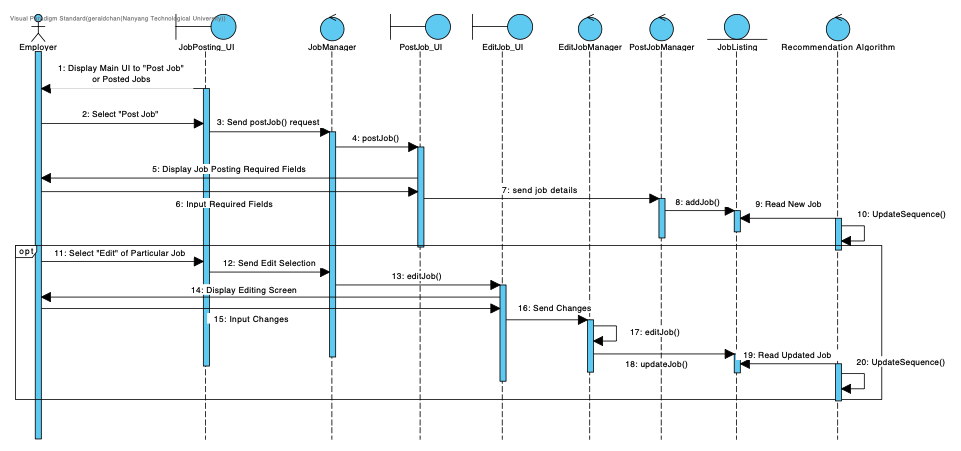 Visual Paradigm Standard(geraldchan(Nanyang Technological University))
Employer
JobPosting_UI
JobManager
PostJob_UI
EditJob_UI
EditJobManager
PostJobManager
JobListing
Recommendation Algorithm
1: Display Main UI to "Post Job"
or Posted Jobs
2: Select "Post Job"
3: Send postJob() request
4: postJob()
5: Display Job Posting Required Fields
6: Input Required Fields
7: send job details
8: addJob()
9: Read New Job
10: UpdateSequence()
opt
11: Select "Edit" of Particular Job
12: Send Edit Selection
13: editJob()
14: Display Editing Screen
15: Input Changes
16: Send Changes
17: editJob()
18: updateJob()
19: Read Updated Job
20: UpdateSequence()